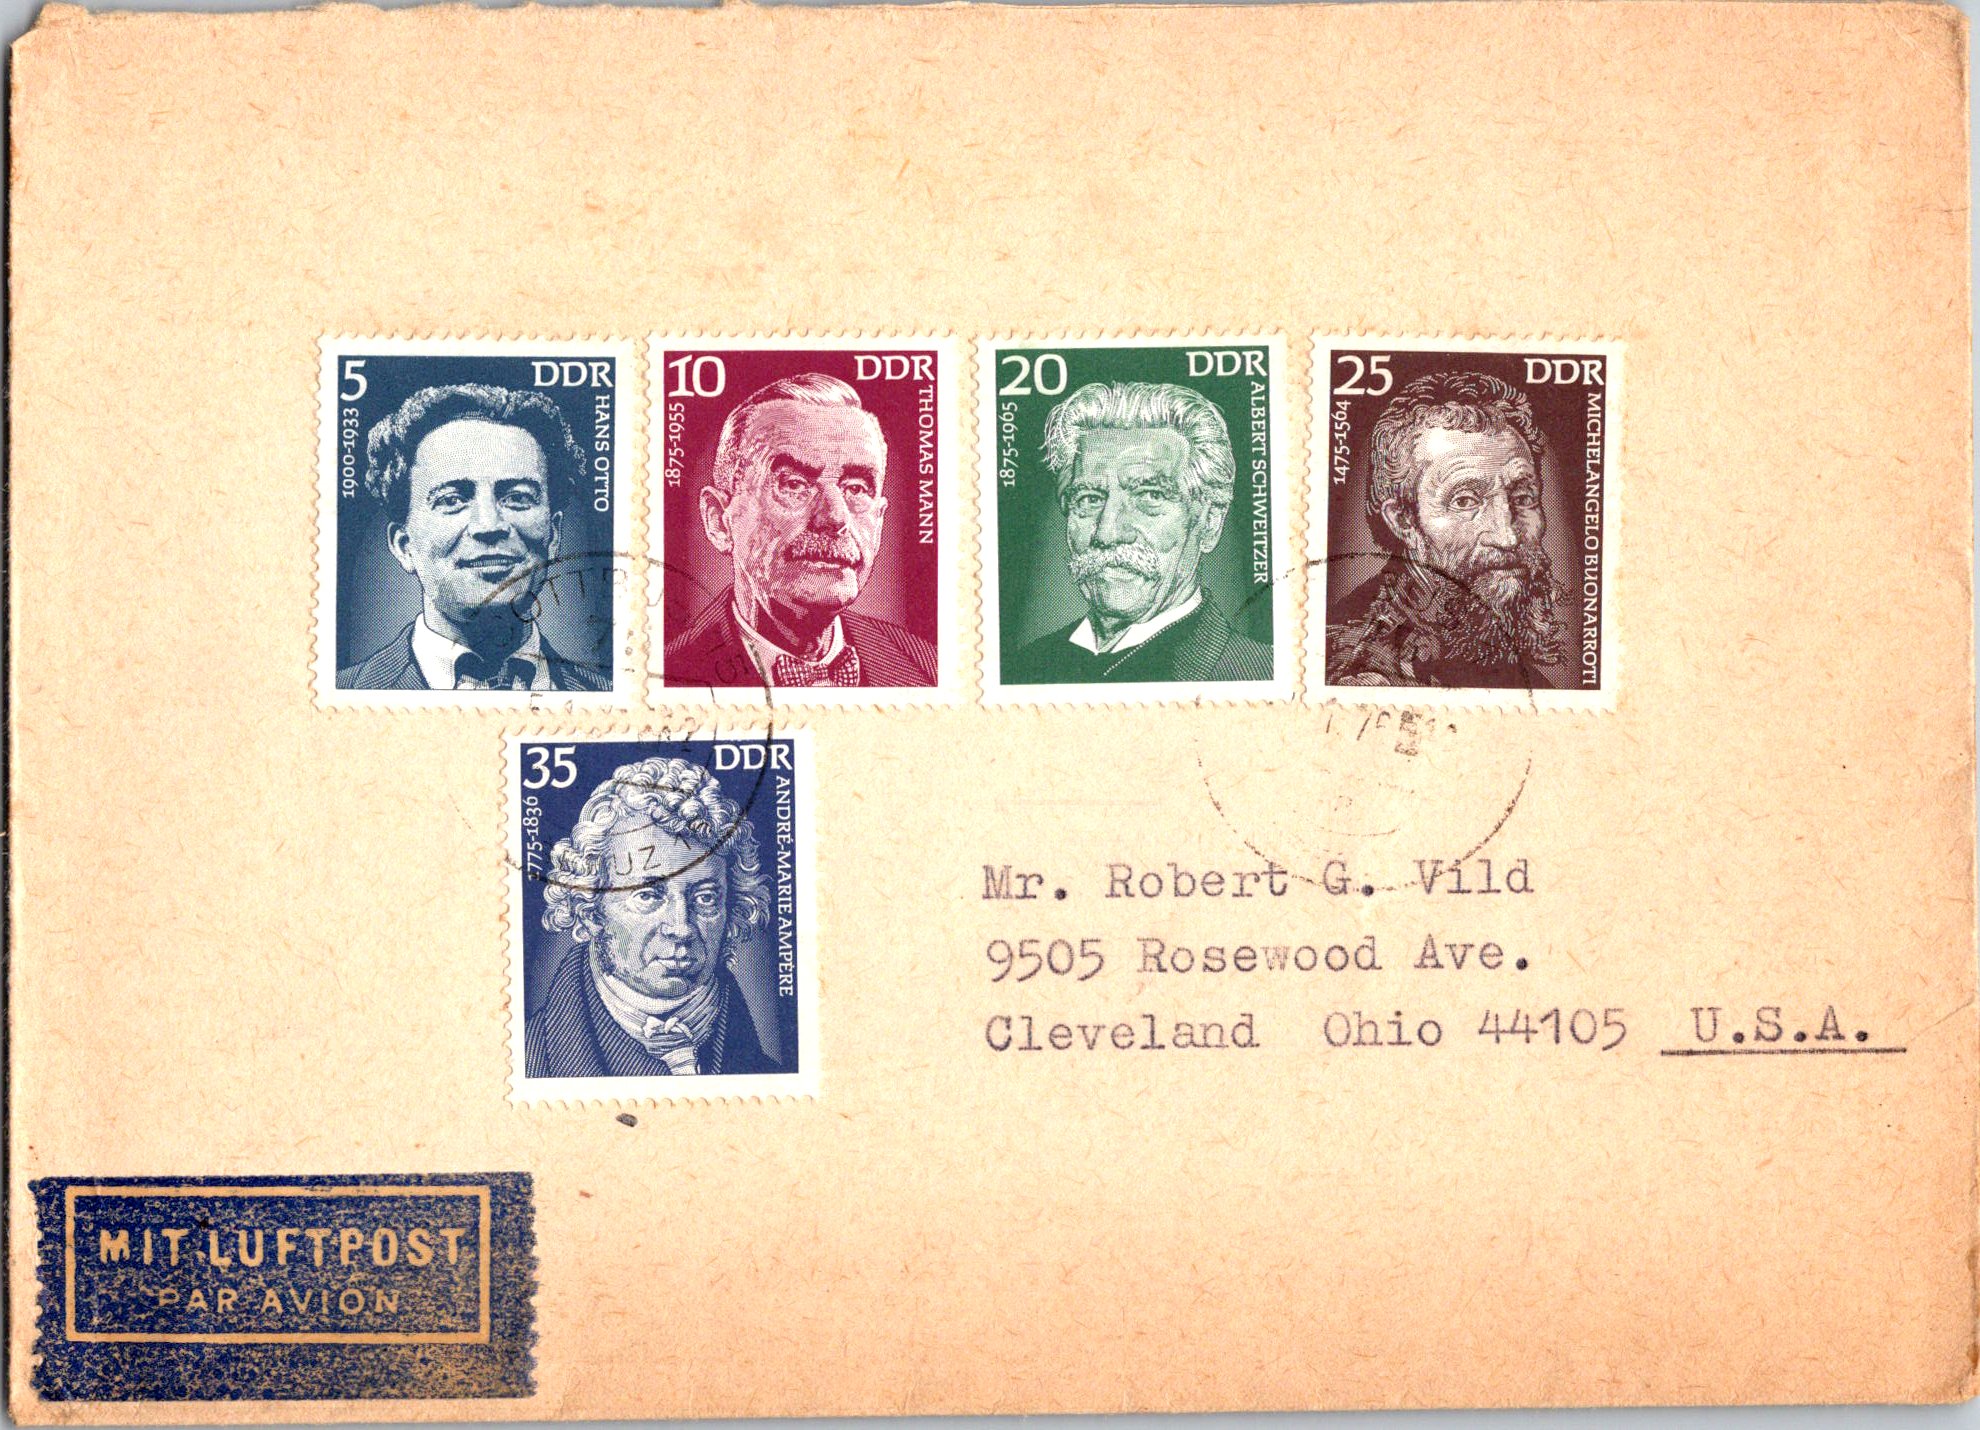 5 DDR
HANS OTTO
1900-1933
10 DDR
THOMAS MANN
1875-1955
20 DDR
ALBERT SCHWEITZER
1875-1965
25 DDR
MICHELANGELO BUONARROTI
1475-1564
35 DDR
ANDRÉ-MARIE AMPÈRE
1775-1836
COTTBUS
Mr. Robert G. Vild
9505 Rosewood Ave.
Cleveland Ohio 44105 U.S.A.
MIT LUFTPOST
PAR AVION